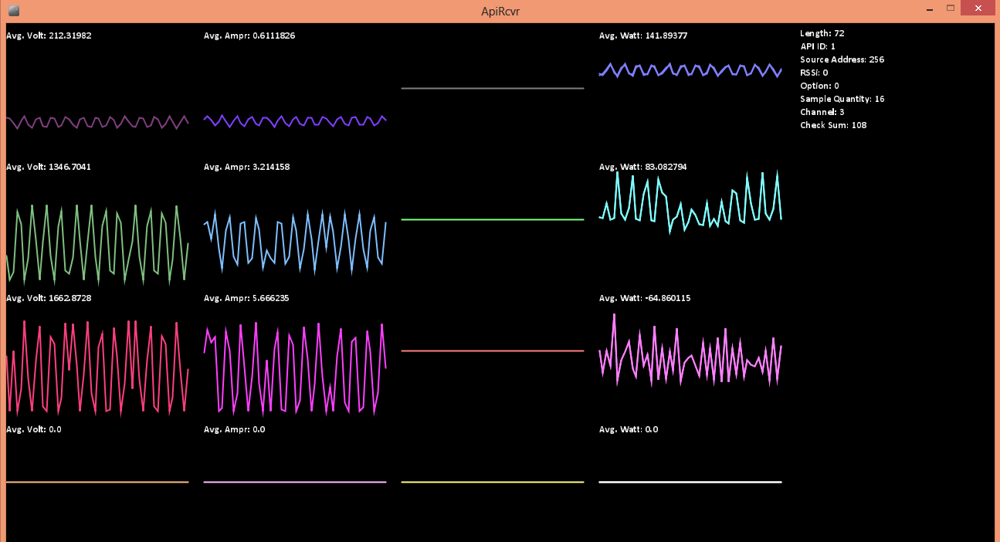 ApiRcvr
Avg. Volt: 212.31982
Avg. Ampr: 0.6111826
Avg. Watt: 141.89377
Length: 72
API ID: 1
Source Address: 256
RSSi: 0
Option: 0
Sample Quantity: 16
Channel: 3
Check Sum: 108
Avg. Volt: 1346.7041
Avg. Ampr: 3.214158
Avg. Watt: 83.082794
Avg. Volt: 1662.8728
Avg. Ampr: 5.666235
Avg. Watt: -64.860115
Avg. Volt: 0.0
Avg. Ampr: 0.0
Avg. Watt: 0.0